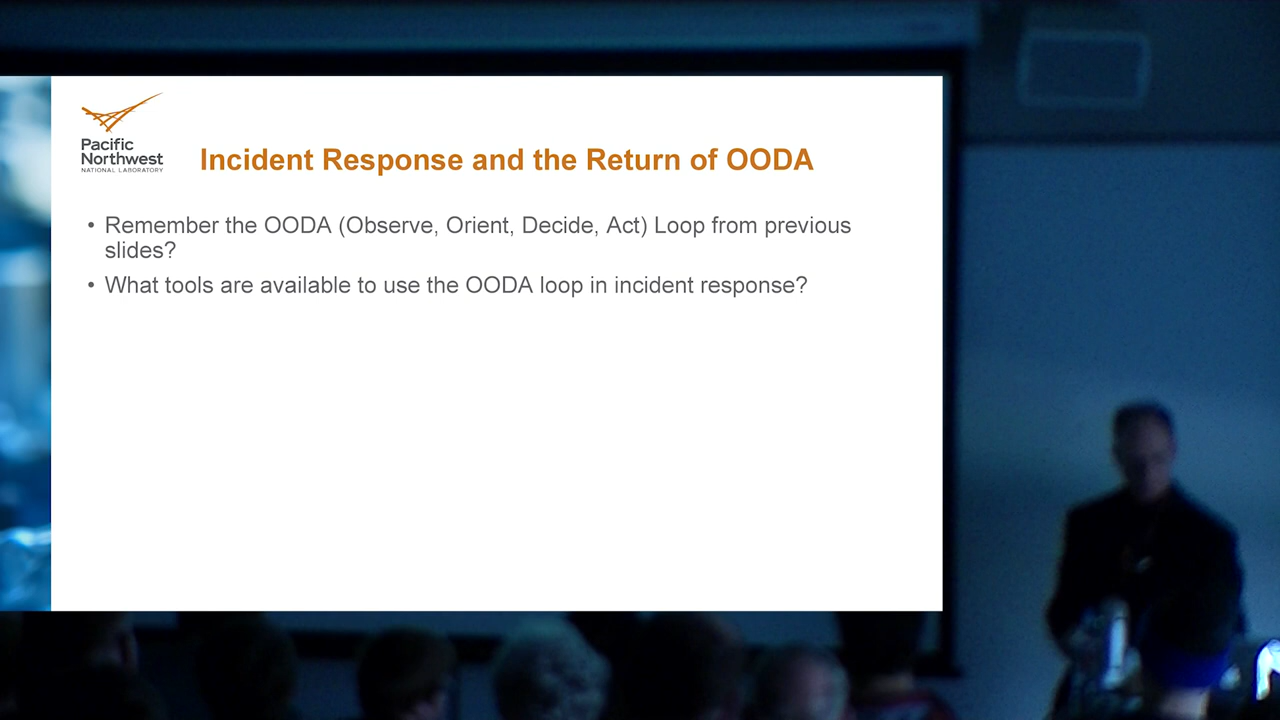 Pacific
Northwest
NATIONAL LABORATORY
Incident Response and the Return of OODA
• Remember the OODA (Observe, Orient, Decide, Act) Loop from previous
slides?
• What tools are available to use the OODA loop in incident response?